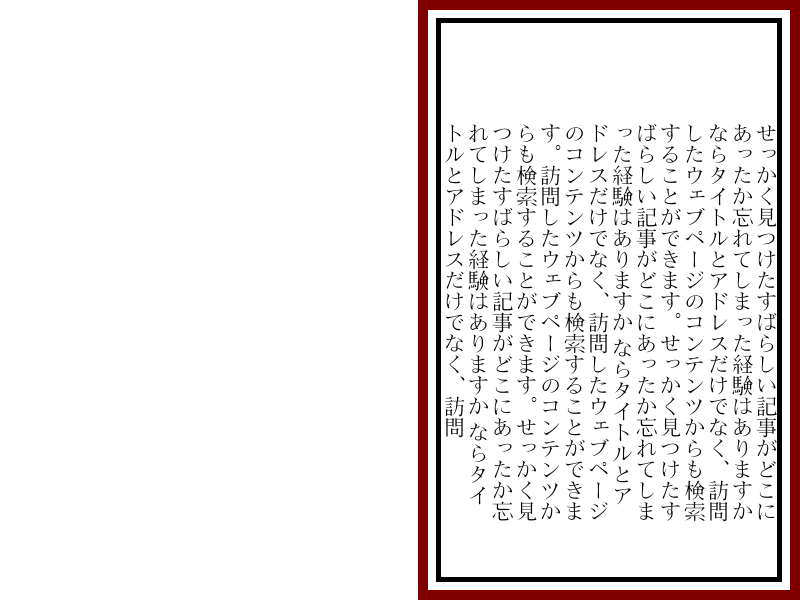 せっかく見つけたすばらしい記事がどこに
あったか忘れてしまった経験はありますか
ならタイトルとアドレスだけでなく、訪問
したウェブページのコンテンツからも検索
することができます。せっかく見つけたす
ばらしい記事がどこにあったか忘れてしま
った経験はありますか ならタイトルとア
ドレスだけでなく、訪問したウェブページ
のコンテンツからも検索することができま
す。訪問したウェブページのコンテンツか
らも検索することができます。せっかく見
つけたすばらしい記事がどこにあったか忘
れてしまった経験はありますか ならタイ
トルとアドレスだけでなく、訪問